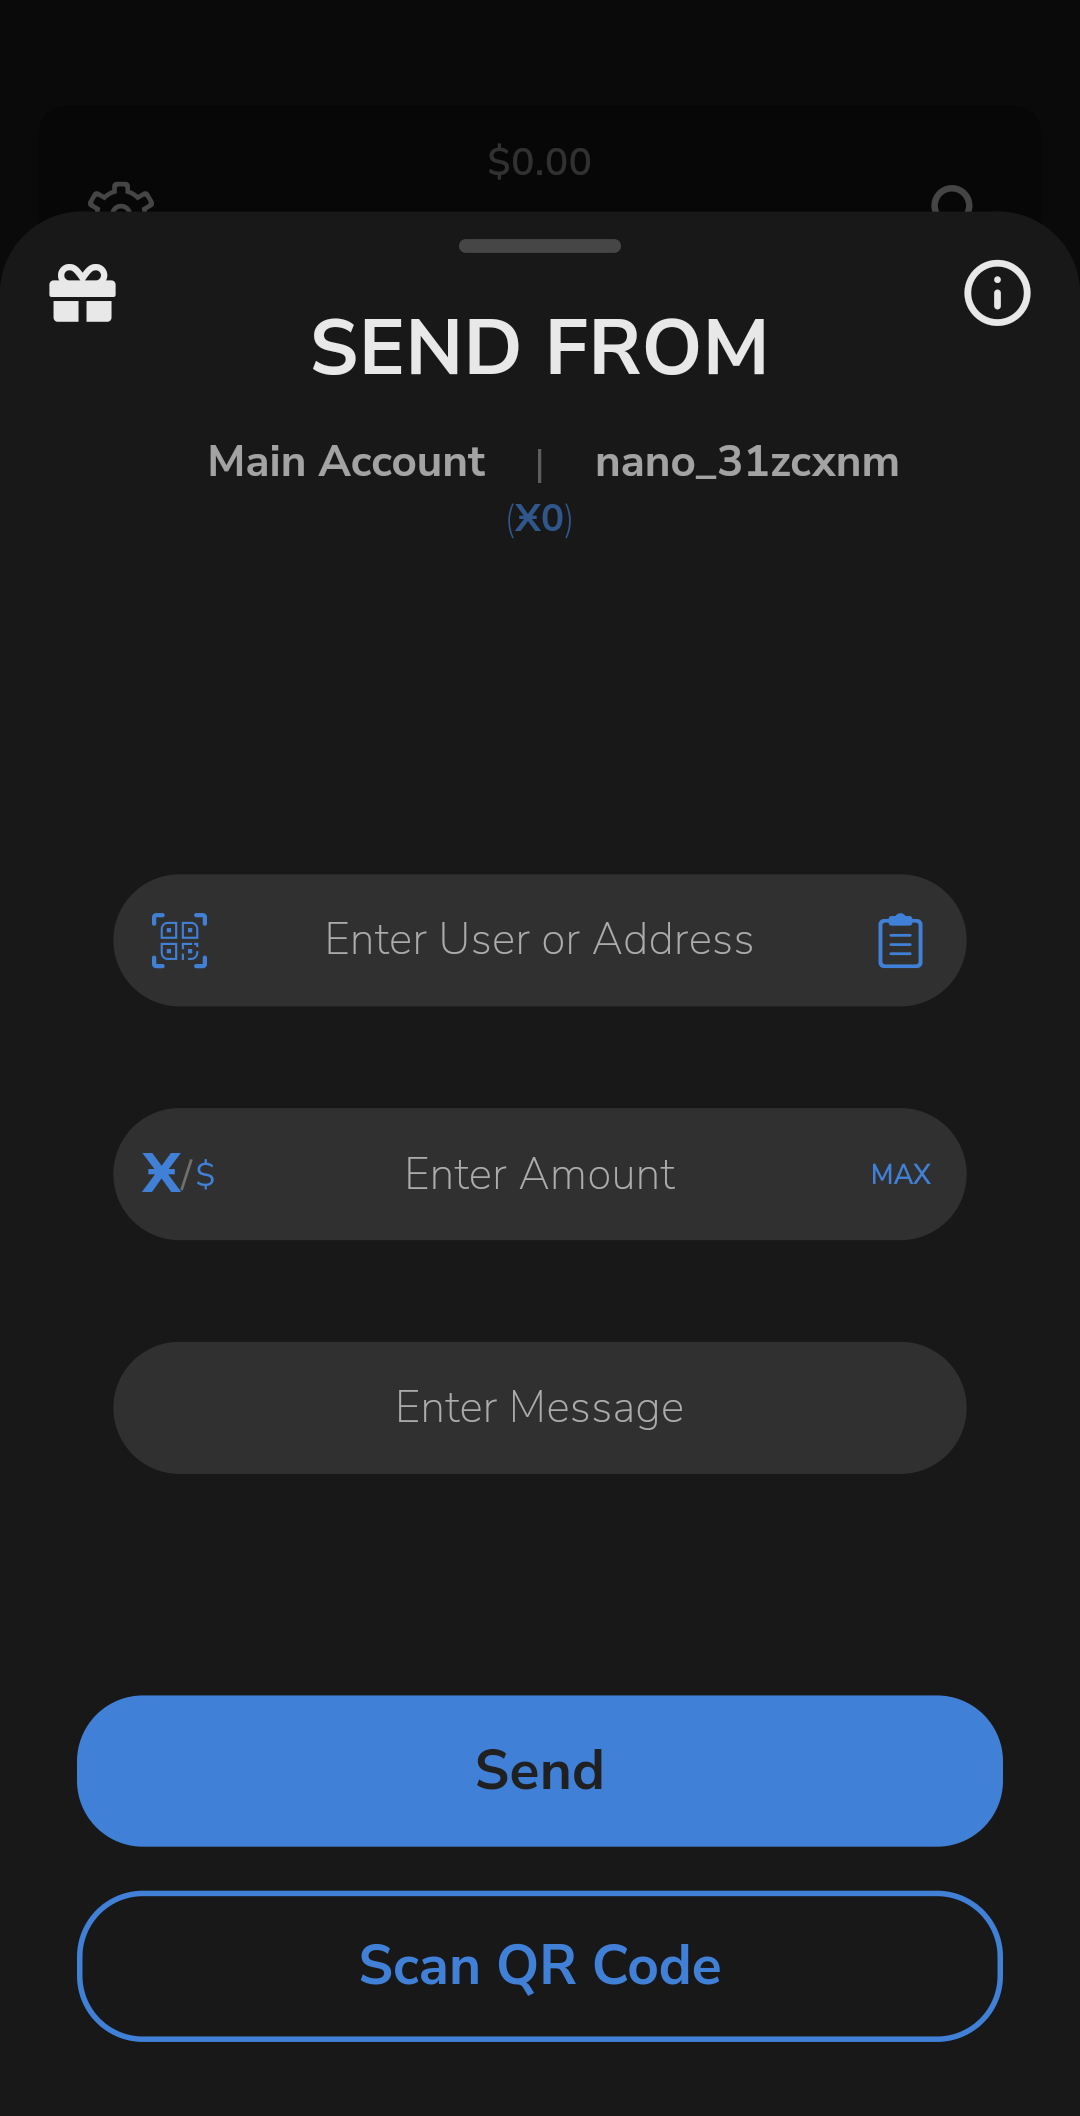 $0.00
SEND FROM
Main Account | nano_31zcxnm
(Ӿ0)
Enter User or Address
Ӿ/$ Enter Amount MAX
Enter Message
Send
Scan QR Code